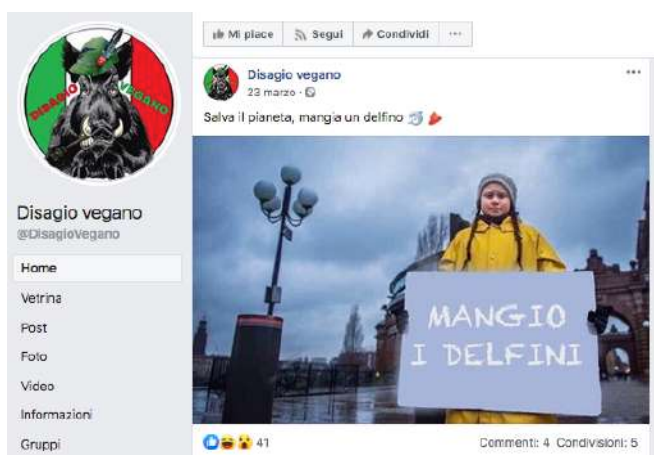 DISAGIO VEGANO
Disagio vegano
@DisagioVegano
Home
Vetrina
Post
Foto
Video
Informazioni
Gruppi
Mi piace
Segui
Condividi
Disagio vegano
23 marzo
Salva il pianeta, mangia un delfino
MANGIO
I DELFINI
41
Commenti: 4 Condivisioni: 5